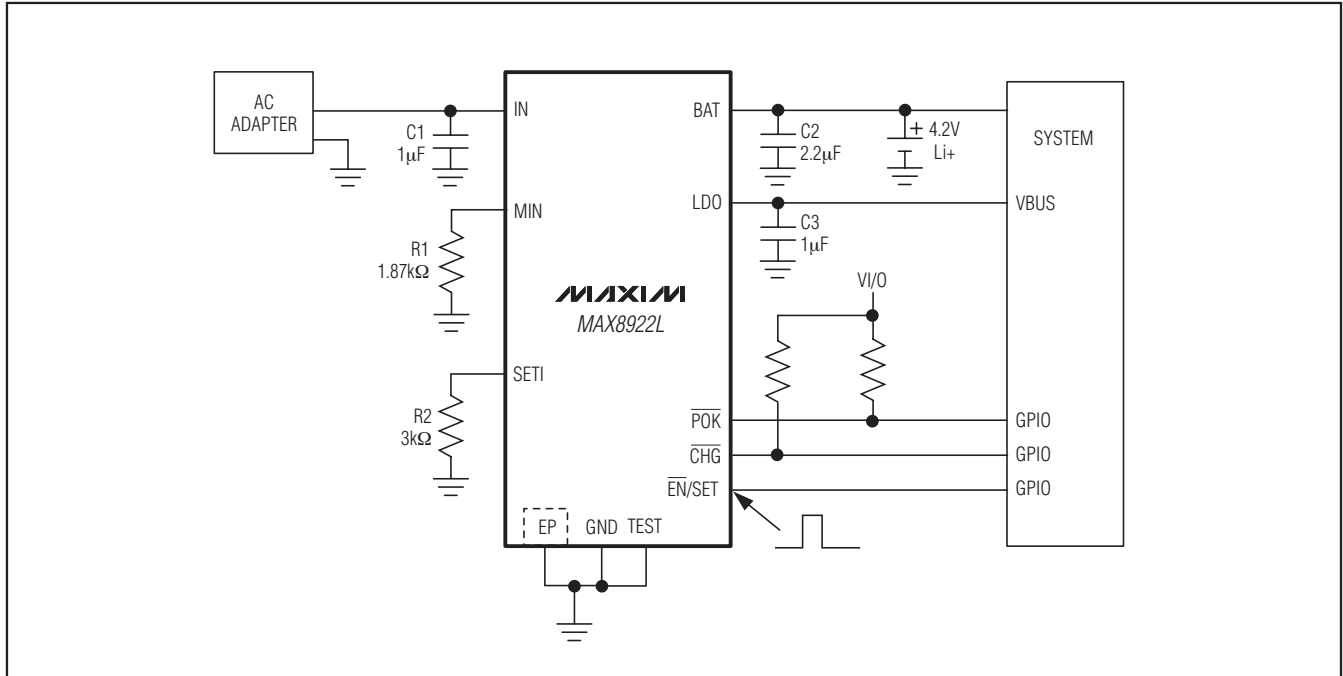 AC
ADAPTER
C1
1μF
IN
MIN
R1
1.87kΩ
SETI
R2
3kΩ
MAXIM
MAX8922L
EP
GND
TEST
BAT
LDO
POK
CHG
EN/SET
C2
2.2μF
+ 4.2V
Li+
C3
1μF
VI/O
SYSTEM
VBUS
GPIO
GPIO
GPIO